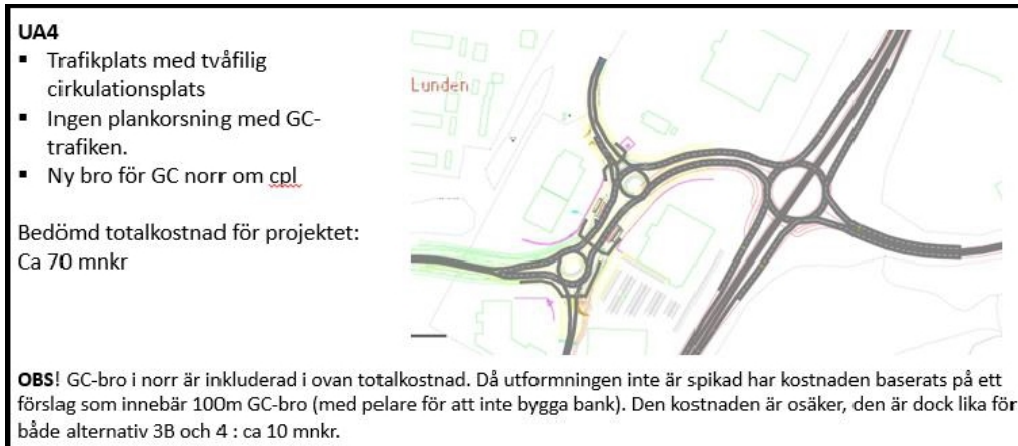 UA4
▪ Trafikplats med tvåfilig
cirkulationsplats
▪ Ingen plankorsning med GC-
trafiken.
▪ Ny bro för GC norr om cpl
Bedömd totalkostnad för projektet:
Ca 70 mnkr
Lunden
OBS! GC-bro i norr är inkluderad i ovan totalkostnad. Då utformningen inte är spikad har kostnaden baserats på ett
förslag som innebär 100m GC-bro (med pelare för att inte bygga bank). Den kostnaden är osäker, den är dock lika för
både alternativ 3B och 4 : ca 10 mnkr.